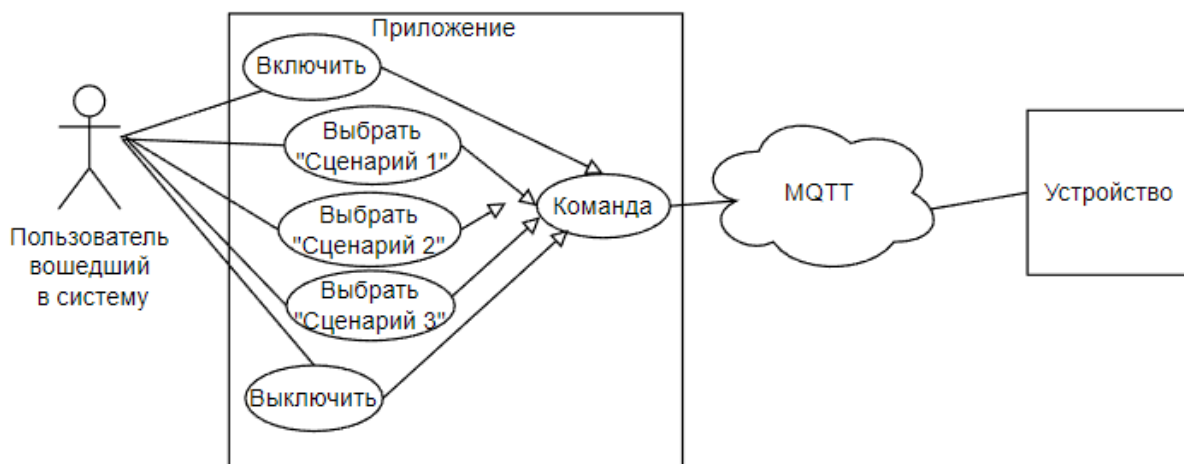 Приложение
Включить
Выбрать
"Сценарий 1"
Выбрать
"Сценарий 2"
Выбрать
"Сценарий 3"
Выключить
Команда
MQTT
Устройство
Пользователь
вошедший
в систему